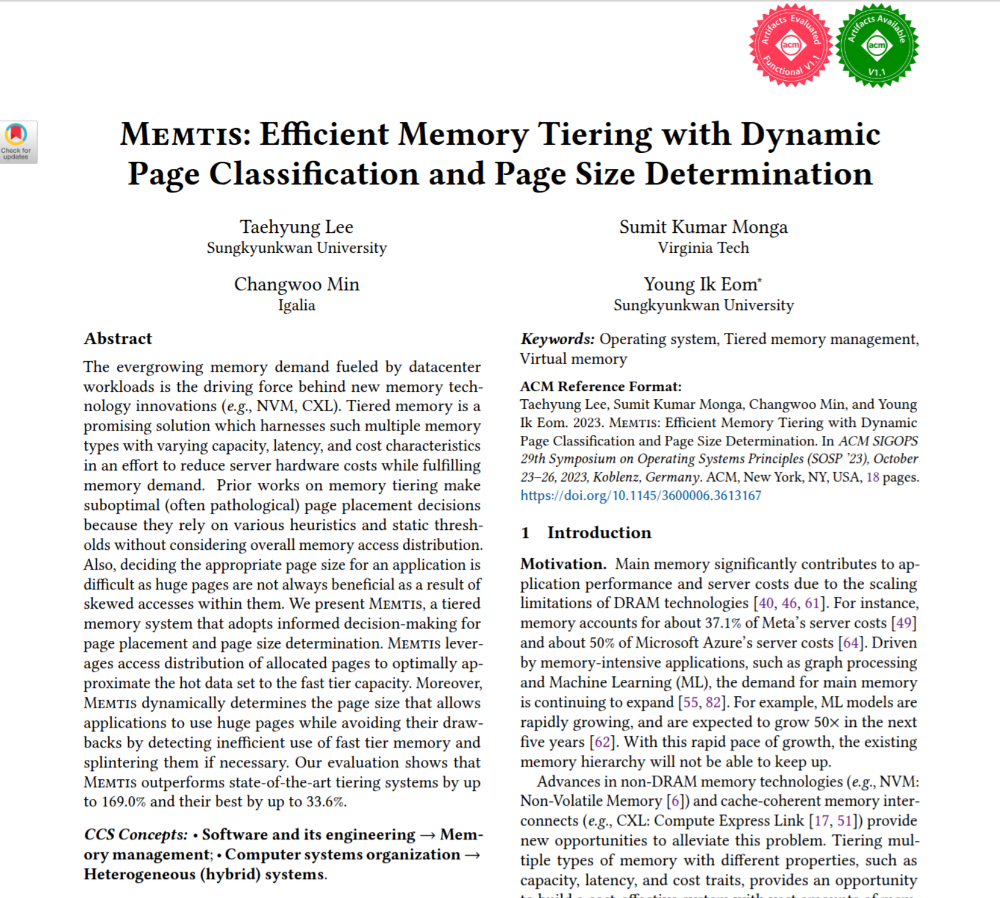 Artifacts Evaluated
acm
Functional V1.1
Artifacts Available
acm
V1.1
Check for
updates
MEMTIS: Efficient Memory Tiering with Dynamic
Page Classification and Page Size Determination
Taehyung Lee
Sungkyunkwan University
Sumit Kumar Monga
Virginia Tech
Changwoo Min
Igalia
Young Ik Eom*
Sungkyunkwan University
Abstract
The evergrowing memory demand fueled by datacenter
workloads is the driving force behind new memory tech-
nology innovations (e.g., NVM, CXL). Tiered memory is a
promising solution which harnesses such multiple memory
types with varying capacity, latency, and cost characteristics
in an effort to reduce server hardware costs while fulfilling
memory demand. Prior works on memory tiering make
suboptimal (often pathological) page placement decisions
because they rely on various heuristics and static thresh-
olds without considering overall memory access distribution.
Also, deciding the appropriate page size for an application is
difficult as huge pages are not always beneficial as a result of
skewed accesses within them. We present MEMTIS, a tiered
memory system that adopts informed decision-making for
page placement and page size determination. MEMTIS lever-
ages access distribution of allocated pages to optimally ap-
proximate the hot data set to the fast tier capacity. Moreover,
MEMTIS dynamically determines the page size that allows
applications to use huge pages while avoiding their draw-
backs by detecting inefficient use of fast tier memory and
splintering them if necessary. Our evaluation shows that
MEMTIS outperforms state-of-the-art tiering systems by up
to 169.0% and their best by up to 33.6%.
CCS Concepts: • Software and its engineering → Mem-
ory management; • Computer systems organization →
Heterogeneous (hybrid) systems.
Keywords: Operating system, Tiered memory management,
Virtual memory
ACM Reference Format:
Taehyung Lee, Sumit Kumar Monga, Changwoo Min, and Young
Ik Eom. 2023. MEMTIS: Efficient Memory Tiering with Dynamic
Page Classification and Page Size Determination. In ACM SIGOPS
29th Symposium on Operating Systems Principles (SOSP ’23), October
23–26, 2023, Koblenz, Germany. ACM, New York, NY, USA, 18 pages.
https://doi.org/10.1145/3600006.3613167
1 Introduction
Motivation. Main memory significantly contributes to ap-
plication performance and server costs due to the scaling
limitations of DRAM technologies [40, 46, 61]. For instance,
memory accounts for about 37.1% of Meta’s server costs [49]
and about 50% of Microsoft Azure’s server costs [64]. Driven
by memory-intensive applications, such as graph processing
and Machine Learning (ML), the demand for main memory
is continuing to expand [55, 82]. For example, ML models are
rapidly growing, and are expected to grow 50× in the next
five years [62]. With this rapid pace of growth, the existing
memory hierarchy will not be able to keep up.
Advances in non-DRAM memory technologies (e.g., NVM:
Non-Volatile Memory [6]) and cache-coherent memory inter-
connects (e.g., CXL: Compute Express Link [17, 51]) provide
new opportunities to alleviate this problem. Tiering mul-
tiple types of memory with different properties, such as
capacity, latency, and cost traits, provides an opportunity